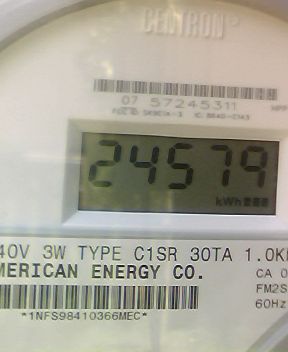 CENTRON®
07 57245311
24579
kWh
40V 3W TYPE C1SR 30TA 1.0K
MERICAN ENERGY CO.
CA 0
FM2S
60Hz
*1NFS98410366MEC*